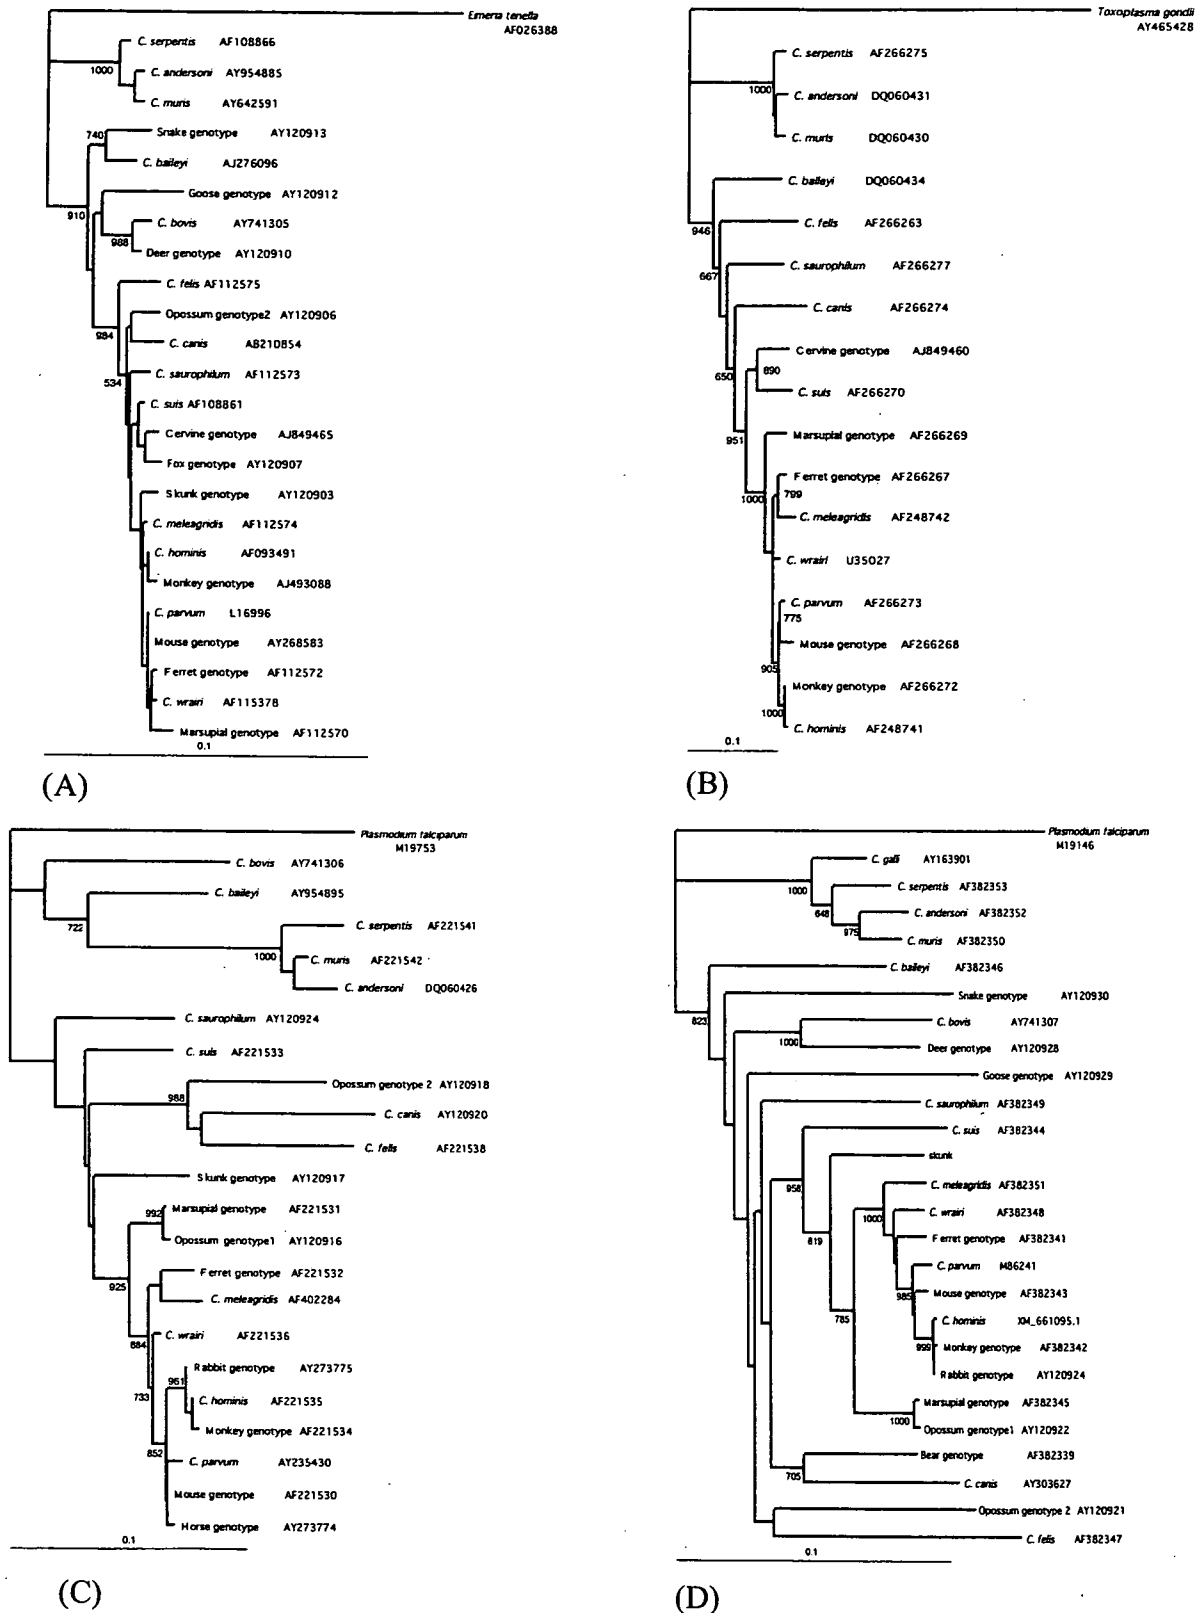 Eimeria tenella
AF026388
C. serpentis AF108866
1000
C. andersoni AY954885
C. muris AY642591
740
Snake genotype AY120913
C. baileyi AJ276096
Goose genotype AY120912
910
C. bovis AY741305
988
Deer genotype AY120910
C. felis AF112575
Opossum genotype2 AY120906
984
C. canis AB210854
534
C. saurophilum AF112573
C. suis AF108861
Cervine genotype AJ849465
Fox genotype AY120907
Skunk genotype AY120903
C. meleagridis AF112574
C. hominis AF093491
Monkey genotype AJ493088
C. parvum L16996
Mouse genotype AY268583
Ferret genotype AF112572
C. wrairi AF115378
Marsupial genotype AF112570
0.1
(A)
Toxoplasma gondii
AY465428
C. serpentis AF266275
1000
C. andersoni DQ060431
C. muris DQ060430
C. baileyi DQ060434
946
C. felis AF266263
667
C. saurophilum AF266277
C. canis AF266274
Cervine genotype AJ849460
650
890
C. suis AF266270
951
Marsupial genotype AF266269
Ferret genotype AF266267
1000
799
C. meleagridis AF248742
C. wrairi U35027
C. parvum AF266273
775
Mouse genotype AF266268
905
Monkey genotype AF266272
1000
C. hominis AF248741
0.1
(B)
Plasmodium falciparum
M19753
C. bovis AY741306
C. baileyi AY954895
722
C. serpentis AF221541
1000
C. muris AF221542
C. andersoni DQ060426
C. saurophilum AY120924
C. suis AF221533
Opossum genotype 2 AY120918
988
C. canis AY120920
C. felis AF221538
Skunk genotype AY120917
992
Marsupial genotype AF221531
Opossum genotype1 AY120916
925
Ferret genotype AF221532
C. meleagridis AF402284
884
C. wrairi AF221536
Rabbit genotype AY273775
961
733
C. hominis AF221535
Monkey genotype AF221534
852
C. parvum AY235430
Mouse genotype AF221530
Horse genotype AY273774
0.1
(C)
Plasmodium falciparum
M19146
C. galli AY163901
1000
C. serpentis AF382353
648
C. andersoni AF382352
975
C. muris AF382350
C. baileyi AF382346
Snake genotype AY120930
823
C. bovis AY741307
1000
Deer genotype AY120928
Goose genotype AY120929
C. saurophilum AF382349
C. suis AF382344
skunk
958
C. meleagridis AF382351
1000
C. wrairi AF382348
819
Ferret genotype AF382341
C. parvum M86241
985
Mouse genotype AF382343
785
C. hominis XM_661095.1
999
Monkey genotype AF382342
Rabbit genotype AY120924
Marsupial genotype AF382345
1000
Opossum genotype1 AY120922
Bear genotype AF382339
705
C. canis AY303627
Opossum genotype 2 AY120921
C. felis AF382347
0.1
(D)